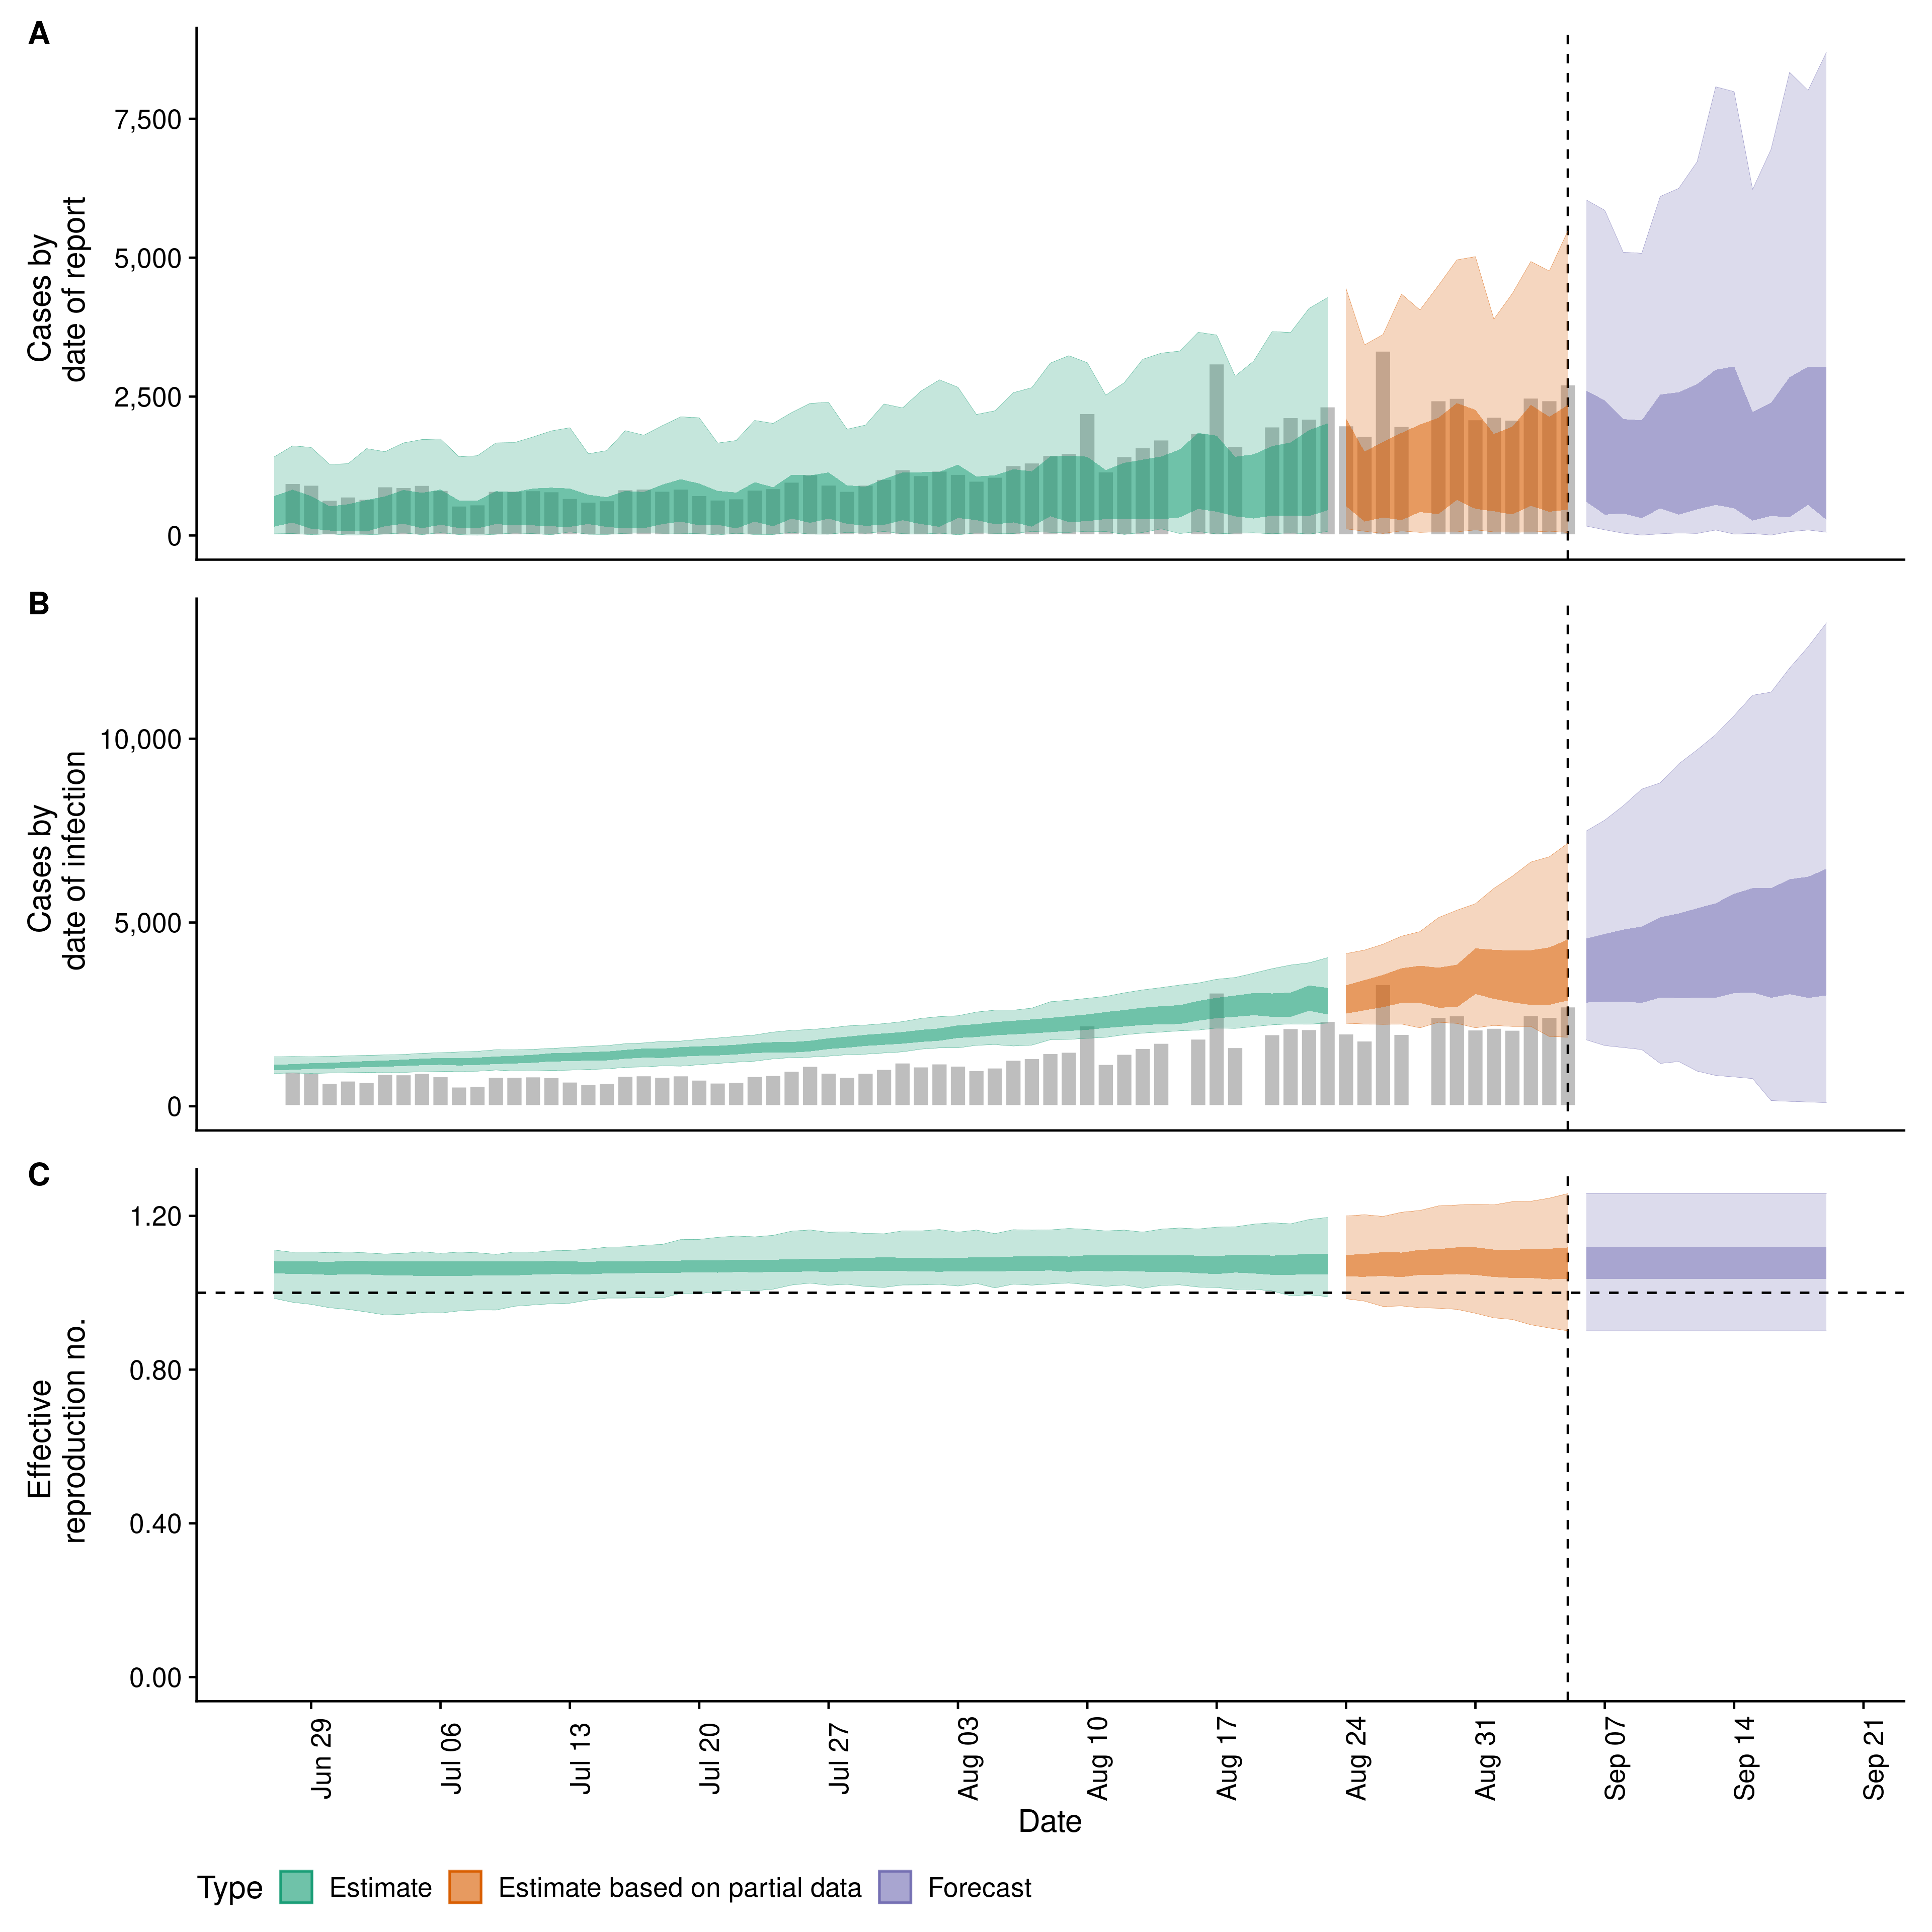 A
Cases by
date of report
7,500
5,000
2,500
0
B
Cases by
date of infection
10,000
5,000
0
C
Effective
reproduction no.
1.20
0.80
0.40
0.00
Jun 29
Jul 06
Jul 13
Jul 20
Jul 27
Aug 03
Aug 10
Aug 17
Aug 24
Aug 31
Sep 07
Sep 14
Sep 21
Date
Type Estimate Estimate based on partial data Forecast